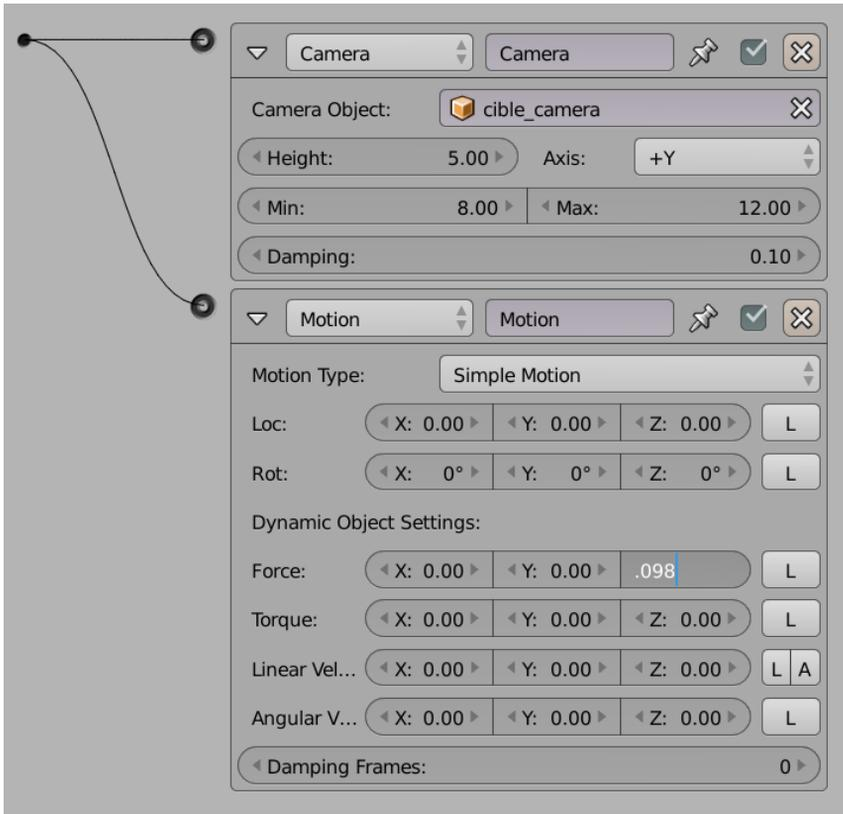 Camera Camera
Camera Object: cible_camera
Height: 5.00 Axis: +Y
Min: 8.00 Max: 12.00
Damping: 0.10
Motion Motion
Motion Type: Simple Motion
Loc: X: 0.00 Y: 0.00 Z: 0.00 L
Rot: X: 0° Y: 0° Z: 0° L
Dynamic Object Settings:
Force: X: 0.00 Y: 0.00 .098 L
Torque: X: 0.00 Y: 0.00 Z: 0.00 L
Linear Vel... X: 0.00 Y: 0.00 Z: 0.00 L A
Angular V... X: 0.00 Y: 0.00 Z: 0.00 L
Damping Frames: 0